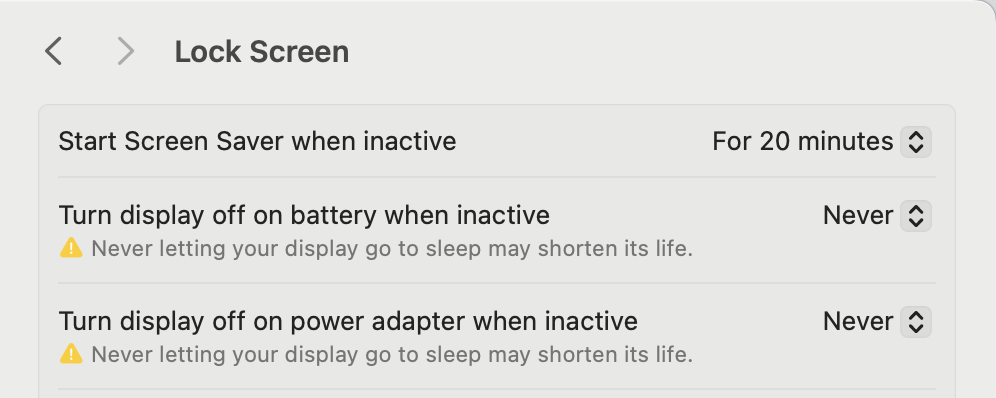 Lock Screen
Start Screen Saver when inactive For 20 minutes
Turn display off on battery when inactive Never
Never letting your display go to sleep may shorten its life.
Turn display off on power adapter when inactive Never
Never letting your display go to sleep may shorten its life.